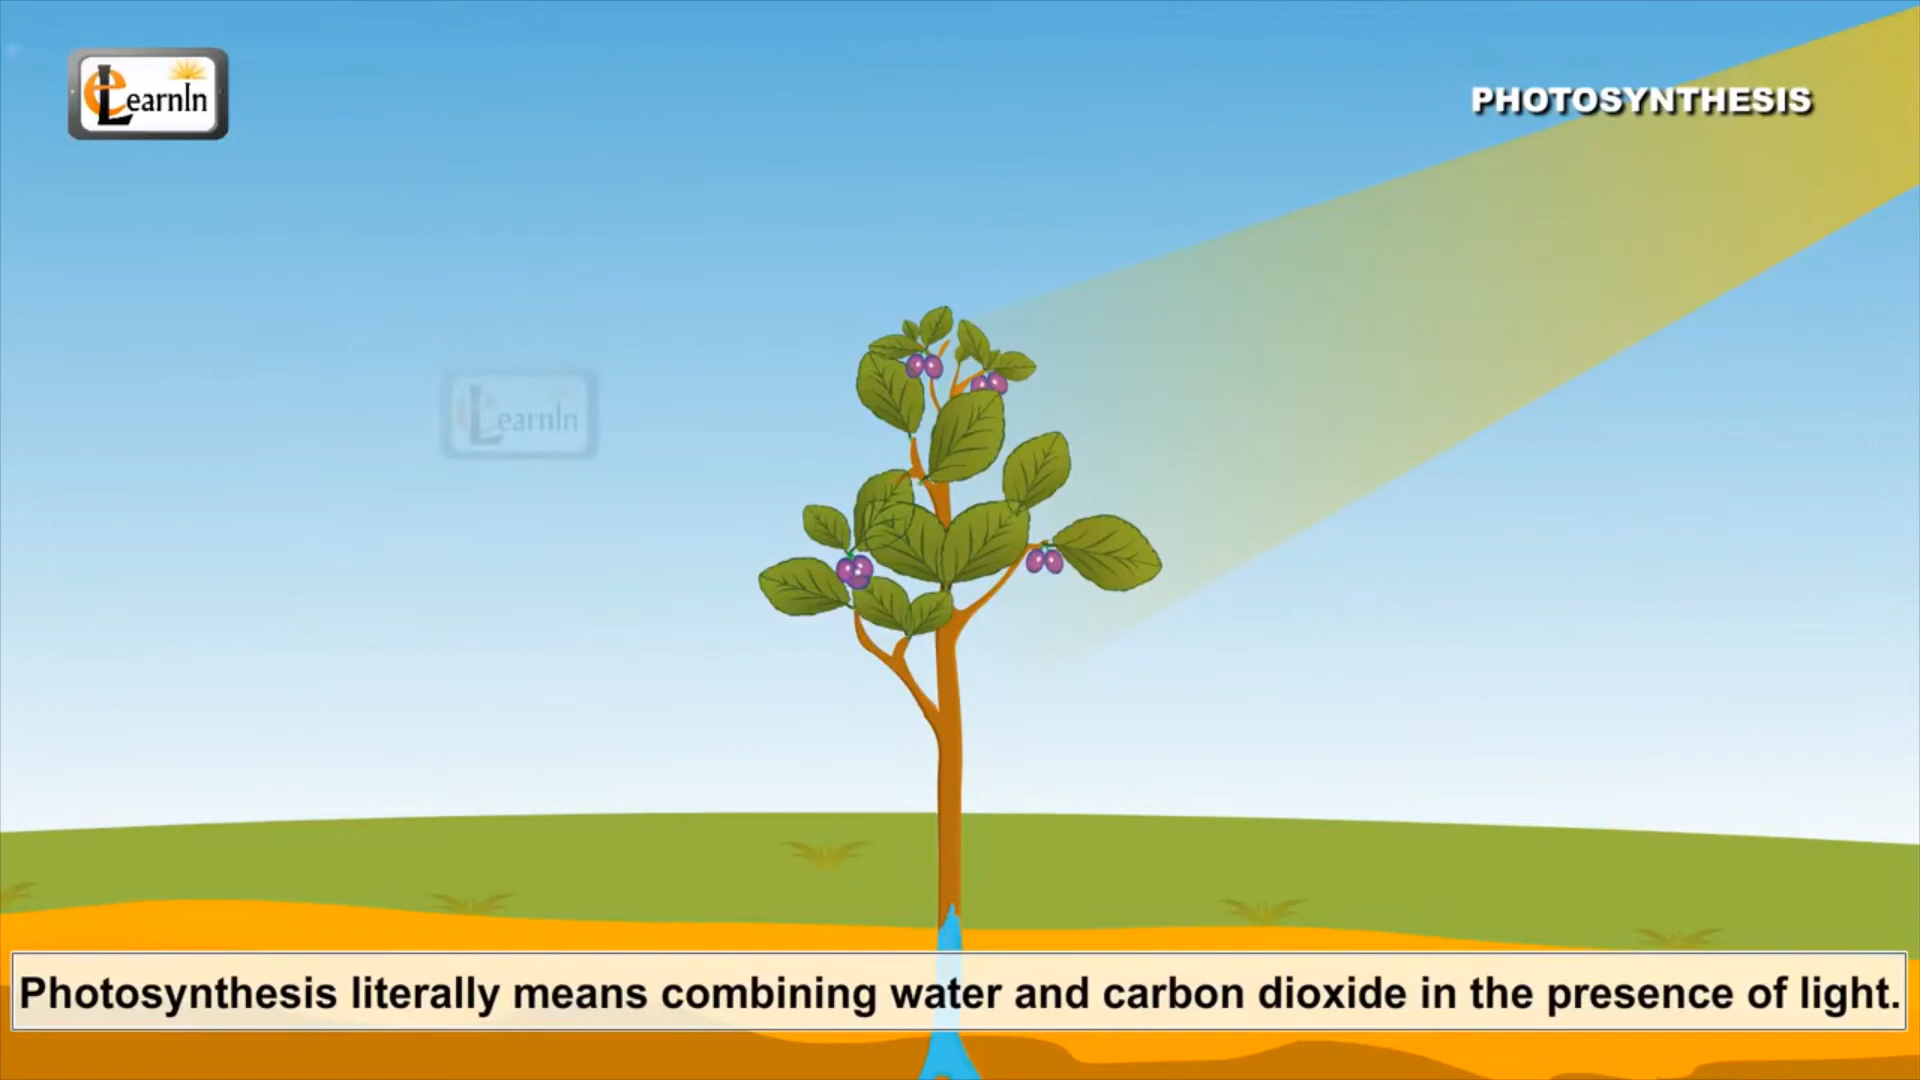 eLearnIn
PHOTOSYNTHESIS
eLearnIn
Photosynthesis literally means combining water and carbon dioxide in the presence of light.